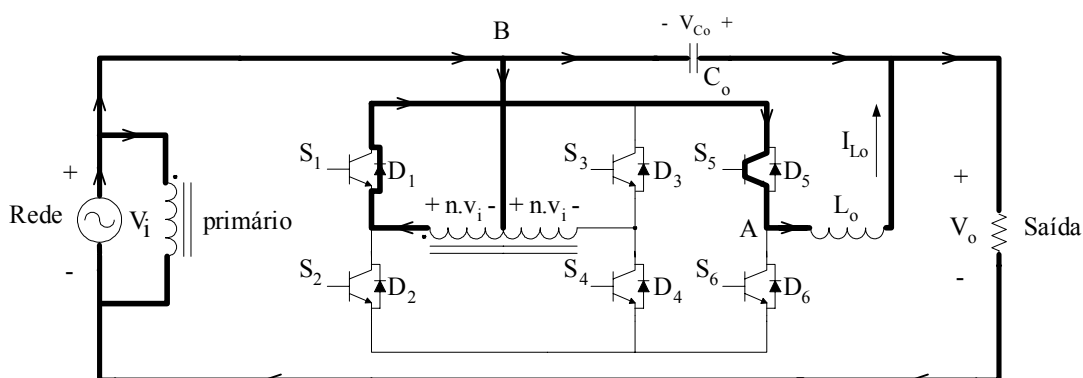 B
- V_Co +
C_o
S_1
D_1
S_3
D_3
S_5
D_5
I_Lo
+
Rede
V_i
-
primário
+ n.v_i - + n.v_i -
A
L_o
+
V_o
-
Saída
S_2
D_2
S_4
D_4
S_6
D_6